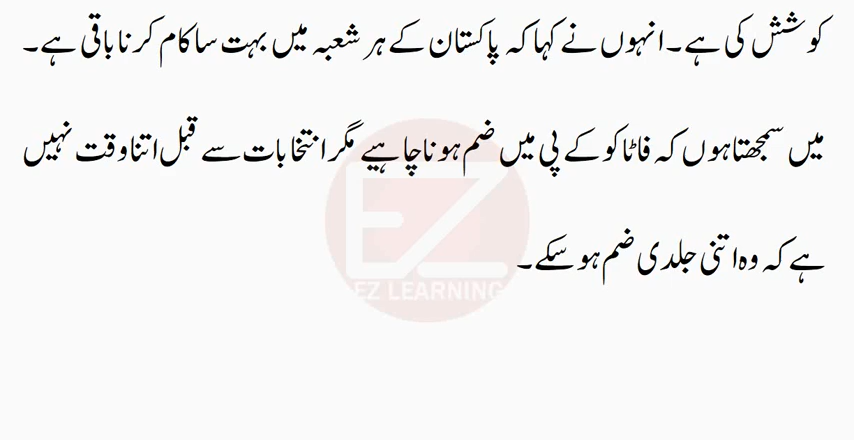 کوشش کی ہے۔ انہوں نے کہا کہ پاکستان کے ہر شعبہ میں بہت سا کام کرنا باقی ہے۔
میں سمجھتا ہوں کہ فاٹا کو کے پی میں ضم ہونا چاہیے مگر انتخابات سے قبل اتنا وقت نہیں
ہے کہ وہ اتنی جلدی ضم ہو سکے۔
EZ
EZ LEARNING